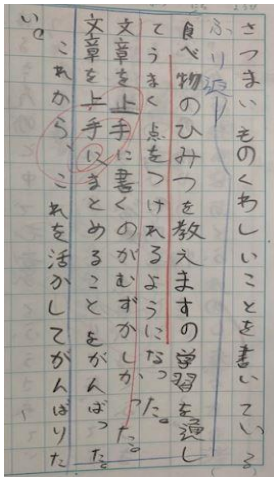 さつまいものくわしいことを書いている
ふり返り
食べ物のひみつを教えますの学習を通し
てうまく点をつけれるようになった。
文章を上手に書くのがむずかしかった。
文章を上手にまとめることをがんばった。
これから、これを活かしてがんばりた
い。